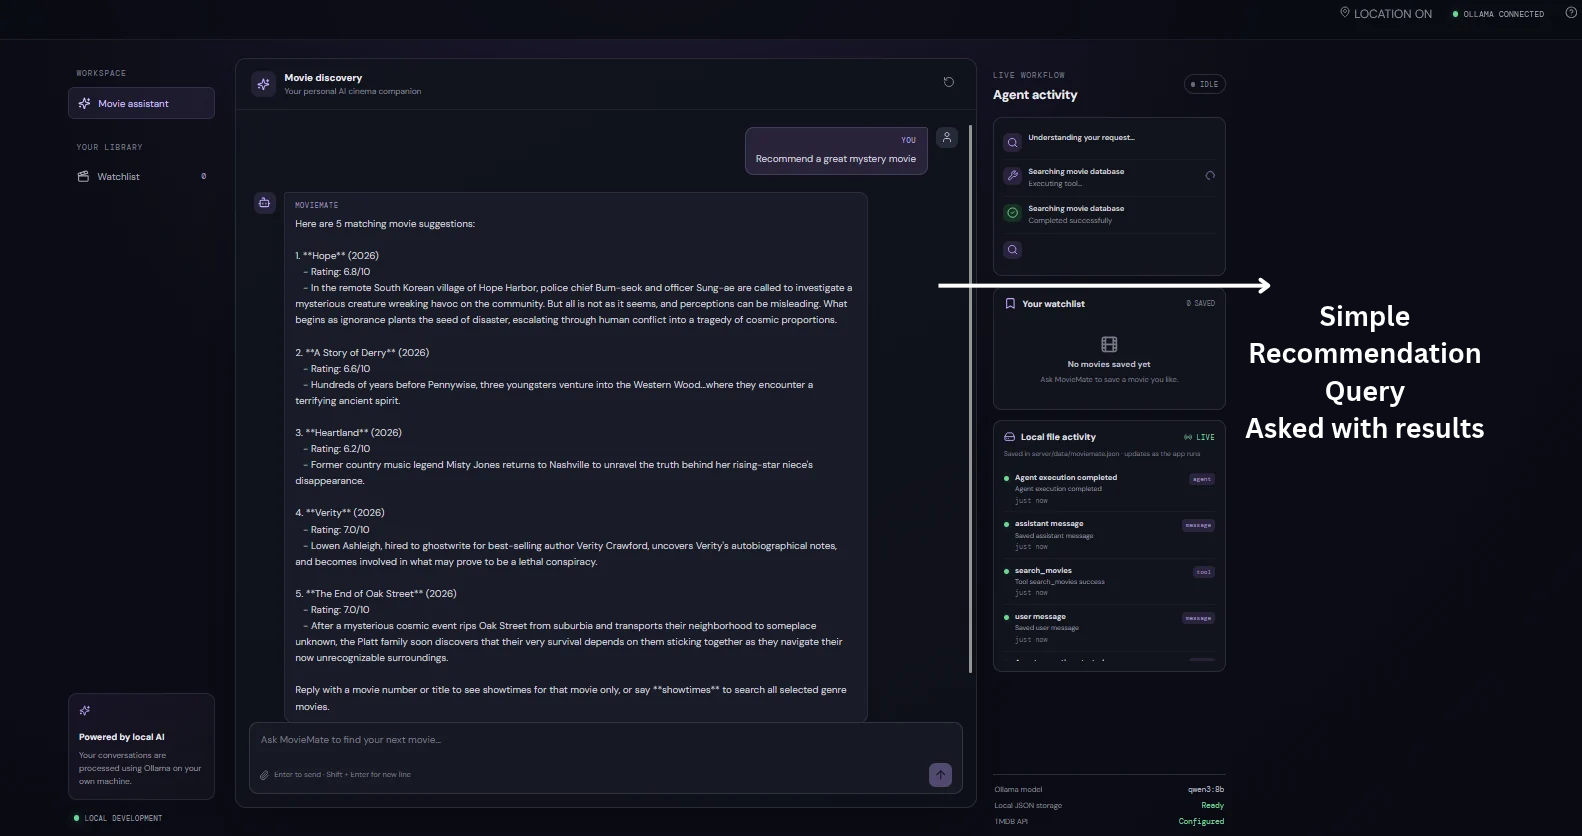 LOCATION ON
OLLAMA CONNECTED
WORKSPACE
Movie assistant
YOUR LIBRARY
Watchlist 0
Powered by local AI
Your conversations are
processed using Ollama on your
own machine.
LOCAL DEVELOPMENT
Movie discovery
Your personal AI cinema companion
YOU
Recommend a great mystery movie
MOVIEMATE
Here are 5 matching movie suggestions:
1. **Hope** (2026)
- Rating: 6.8/10
- In the remote South Korean village of Hope Harbor, police chief Bum-seok and officer Sung-ae are called to investigate a
mysterious creature wreaking havoc on the community. But all is not as it seems, and perceptions can be misleading. What
begins as ignorance plants the seed of disaster, escalating through human conflict into a tragedy of cosmic proportions.
2. **A Story of Derry** (2026)
- Rating: 6.6/10
- Hundreds of years before Pennywise, three youngsters venture into the Western Wood...where they encounter a
terrifying ancient spirit.
3. **Heartland** (2026)
- Rating: 6.2/10
- Former country music legend Misty Jones returns to Nashville to unravel the truth behind her rising-star niece's
disappearance.
4. **Verity** (2026)
- Rating: 7.0/10
- Lowen Ashleigh, hired to ghostwrite for best-selling author Verity Crawford, uncovers Verity's autobiographical notes,
and becomes involved in what may prove to be a lethal conspiracy.
5. **The End of Oak Street** (2026)
- Rating: 7.0/10
- After a mysterious cosmic event rips Oak Street from suburbia and transports their neighborhood to someplace
unknown, the Platt family soon discovers that their very survival depends on them sticking together as they navigate their
now unrecognizable surroundings.
Reply with a movie number or title to see showtimes for that movie only, or say **showtimes** to search all selected genre
movies.
Ask MovieMate to find your next movie...
Enter to send · Shift + Enter for new line
LIVE WORKFLOW
Agent activity
IDLE
Understanding your request...
Searching movie database
Executing tool...
Searching movie database
Completed successfully
Your watchlist 0 SAVED
No movies saved yet
Ask MovieMate to save a movie you like.
Local file activity LIVE
Saved in server/data/moviemate.json · updates as the app runs
Agent execution completed agent
Agent execution completed
just now
assistant message message
Saved assistant message
just now
search_movies tool
Tool search_movies success
just now
user message message
Saved user message
just now
Ollama model qwen3:8b
Local JSON storage Ready
TMDB API Configured
Simple
Recommendation
Query
Asked with results